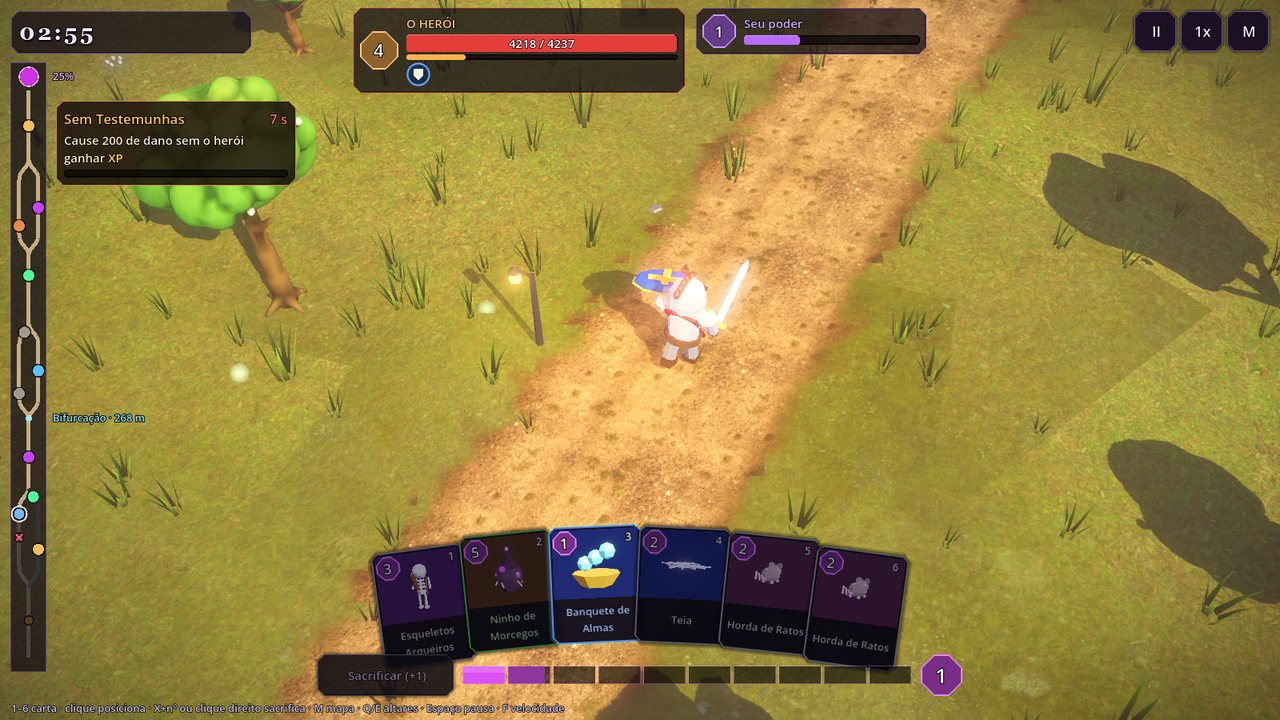 02:55
O HERÓI
4
4218 / 4237
1
Seu poder
II
1x
M
25%
Sem Testemunhas
7 s
Cause 200 de dano sem o herói
ganhar XP
Bifurcação · 268 m
3
1
Esqueletos
Arqueiros
5
2
Ninho de
Morcegos
1
3
Banquete de
Almas
2
4
Teia
2
5
Horda de Ratos
2
6
Horda de Ratos
Sacrificar (+1)
1
1-6 carta · clique posiciona · X+nº ou clique direito sacrifica · M mapa · Q/E altares · Espaço pausa · F velocidade